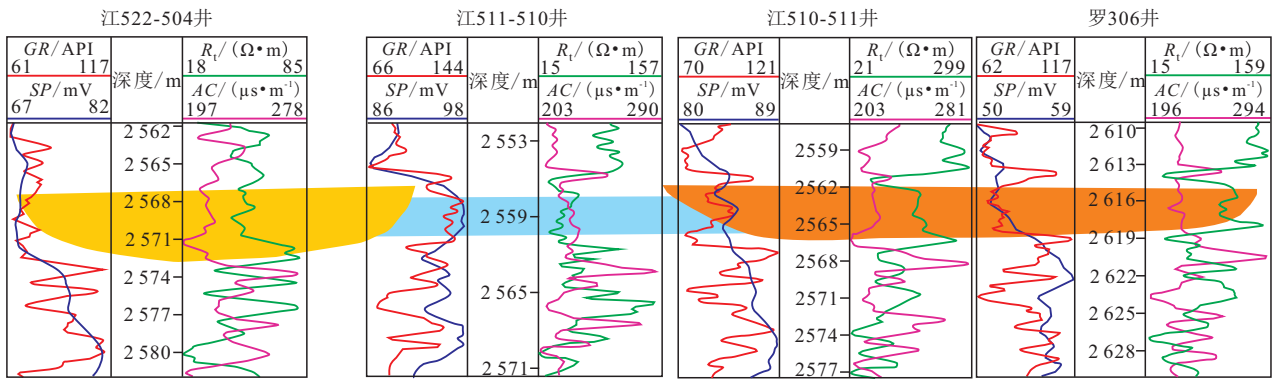 江522-504井
江511-510井
江510-511井
罗306井
GR/API
61 117
SP/mV
67 82
深度/m
Rt/(Ω•m)
18 85
AC/(μs•m⁻¹)
197 278
2 562
2 565
2 568
2 571
2 574
2 577
2 580
GR/API
66 144
SP/mV
86 98
深度/m
Rt/(Ω•m)
15 157
AC/(μs•m⁻¹)
203 290
2 553
2 559
2 565
2 571
GR/API
70 121
SP/mV
80 89
深度/m
Rt/(Ω•m)
21 299
AC/(μs•m⁻¹)
203 281
2559
2562
2565
2568
2571
2574
2577
GR/API
62 117
SP/mV
50 59
深度/m
Rt/(Ω•m)
15 159
AC/(μs•m⁻¹)
196 294
2 610
2 613
2 616
2 619
2 622
2 625
2 628